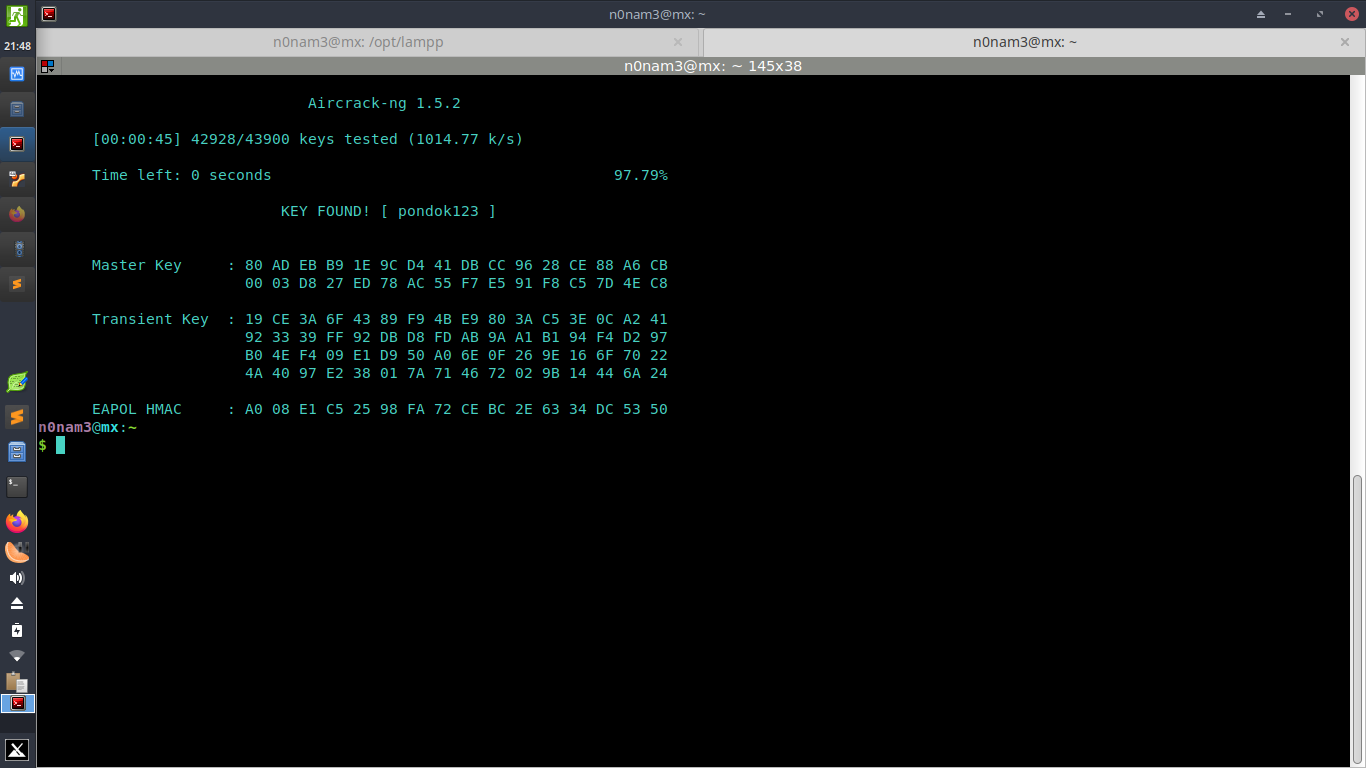 n0nam3@mx: ~
21:48
n0nam3@mx: /opt/lampp
n0nam3@mx: ~
n0nam3@mx: ~ 145x38
Aircrack-ng 1.5.2
[00:00:45] 42928/43900 keys tested (1014.77 k/s)
Time left: 0 seconds 97.79%
KEY FOUND! [ pondok123 ]
Master Key : 80 AD EB B9 1E 9C D4 41 DB CC 96 28 CE 88 A6 CB
00 03 D8 27 ED 78 AC 55 F7 E5 91 F8 C5 7D 4E C8
Transient Key : 19 CE 3A 6F 43 89 F9 4B E9 80 3A C5 3E 0C A2 41
92 33 39 FF 92 DB D8 FD AB 9A A1 B1 94 F4 D2 97
B0 4E F4 09 E1 D9 50 A0 6E 0F 26 9E 16 6F 70 22
4A 40 97 E2 38 01 7A 71 46 72 02 9B 14 44 6A 24
EAPOL HMAC : A0 08 E1 C5 25 98 FA 72 CE BC 2E 63 34 DC 53 50
n0nam3@mx:~
$